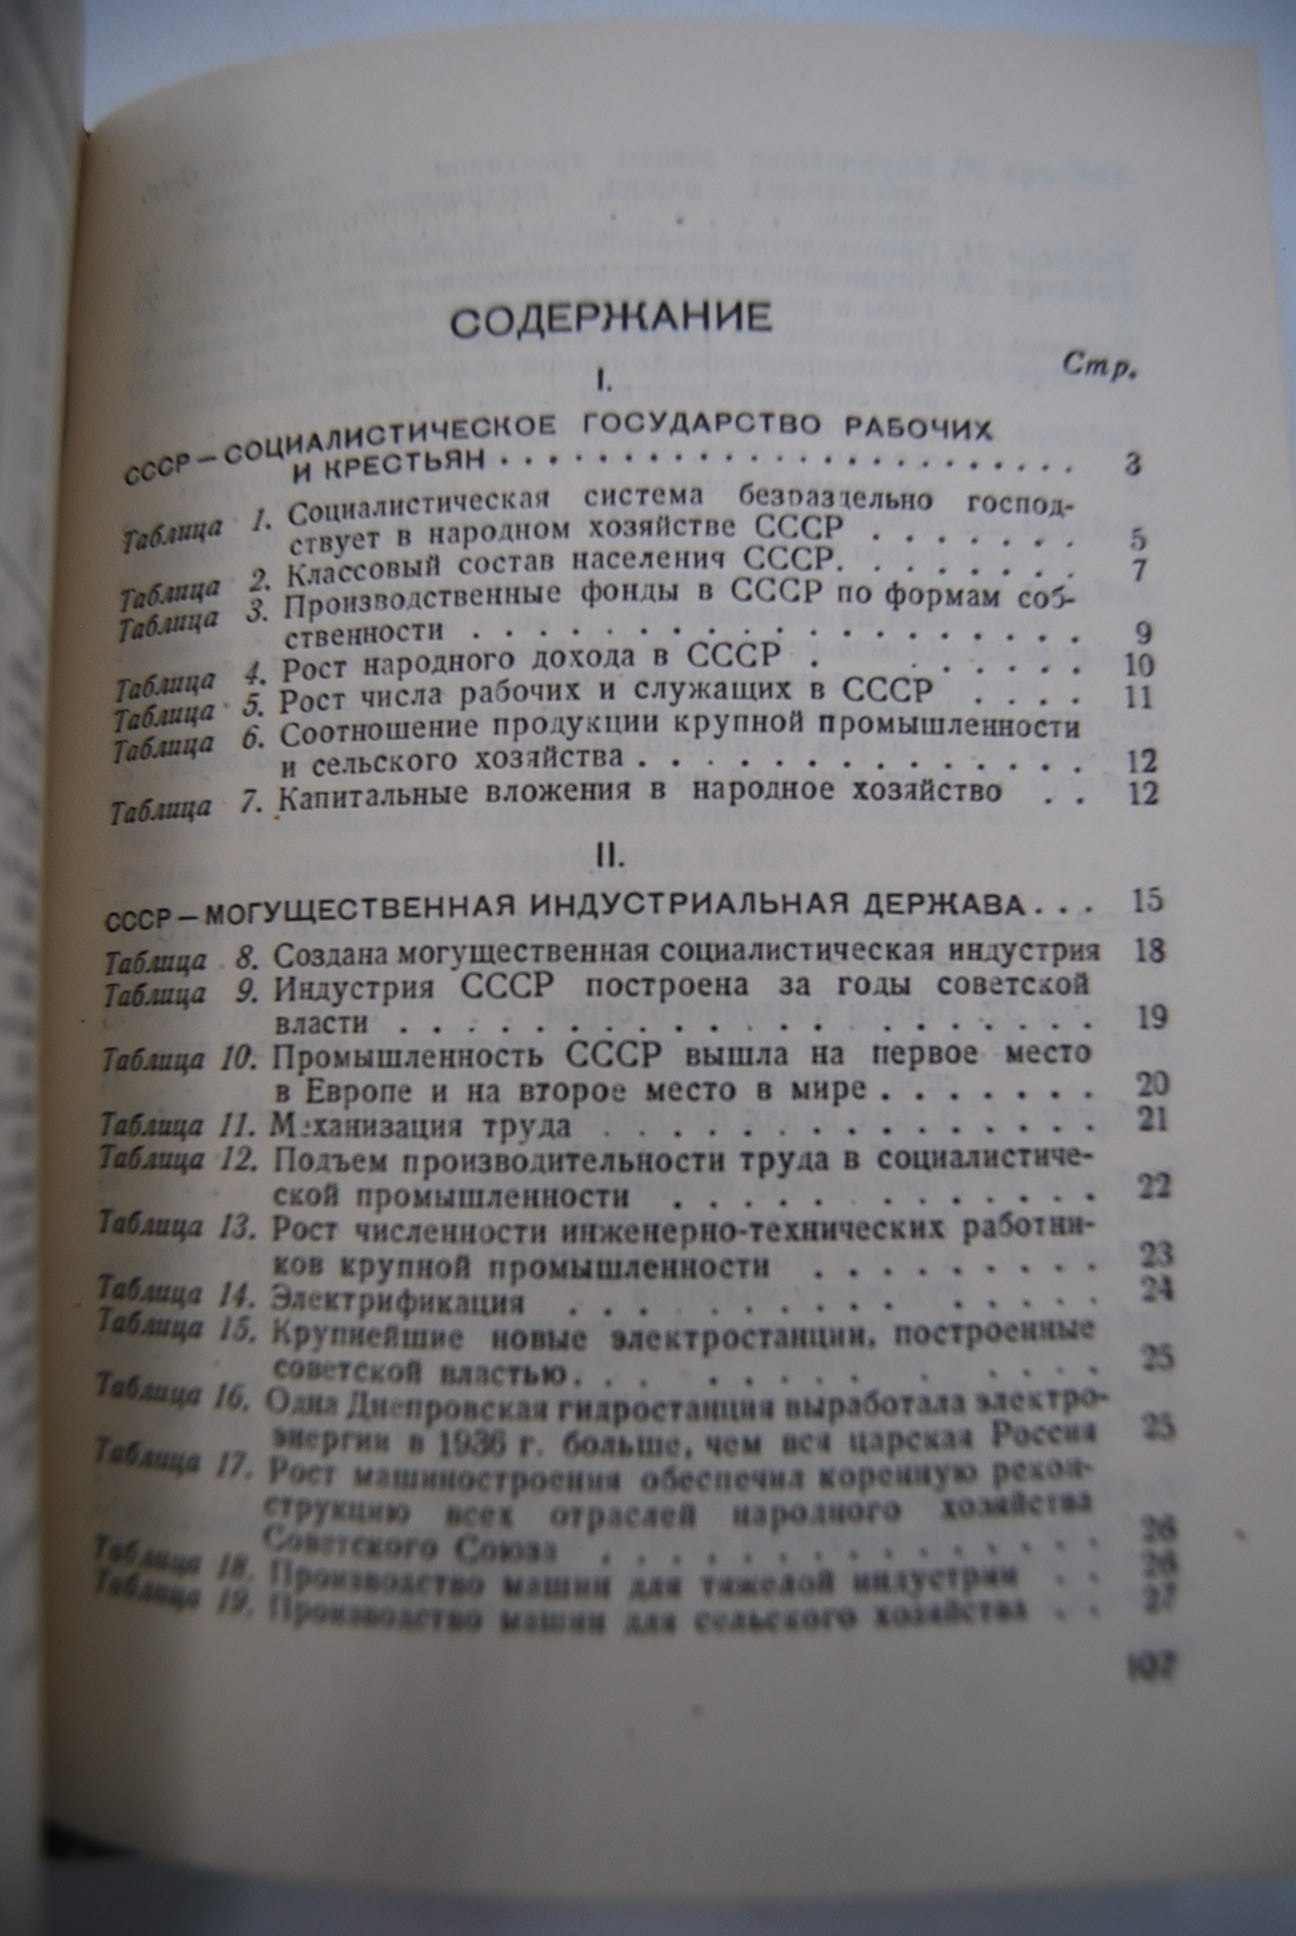 СОДЕРЖАНИЕ
Стр.
I.
СССР — СОЦИАЛИСТИЧЕСКОЕ ГОСУДАРСТВО РАБОЧИХ
И КРЕСТЬЯН . . . . . . . . . . . . . . . . . . . . . . . . 3
Таблица 1. Социалистическая система безраздельно господ-
ствует в народном хозяйстве СССР . . . . . . . 5
Таблица 2. Классовый состав населения СССР. . . . . . . . 7
Таблица 3. Производственные фонды в СССР по формам соб-
ственности . . . . . . . . . . . . . . . . 9
Таблица 4. Рост народного дохода в СССР . . . . . . . 10
Таблица 5. Рост числа рабочих и служащих в СССР . . . . 11
Таблица 6. Соотношение продукции крупной промышленности
и сельского хозяйства . . . . . . . . . . . . . 12
Таблица 7. Капитальные вложения в народное хозяйство . . 12
II.
СССР — МОГУЩЕСТВЕННАЯ ИНДУСТРИАЛЬНАЯ ДЕРЖАВА . . . 15
Таблица 8. Создана могущественная социалистическая индустрия 18
Таблица 9. Индустрия СССР построена за годы советской
власти . . . . . . . . . . . . . . . . . . 19
Таблица 10. Промышленность СССР вышла на первое место
в Европе и на второе место в мире . . . . . . . 20
Таблица 11. Механизация труда . . . . . . . . . . . . . . 21
Таблица 12. Подъем производительности труда в социалистиче-
ской промышленности . . . . . . . . . . . . 22
Таблица 13. Рост численности инженерно-технических работни-
ков крупной промышленности . . . . . . . . . 23
Таблица 14. Электрификация . . . . . . . . . . . . . . . 24
Таблица 15. Крупнейшие новые электростанции, построенные
советской властью . . . . . . . . . . . . . 25
Таблица 16. Одна Днепровская гидростанция выработала электро-
энергии в 1936 г. больше, чем вся царская Россия 25
Таблица 17. Рост машиностроения обеспечил коренную рекон-
струкцию всех отраслей народного хозяйства
Советского Союза . . . . . . . . . . . . . . . 26
Таблица 18. Производство машин для тяжелой индустрии . . 26
Таблица 19. Производство машин для сельского хозяйства . . 27
107